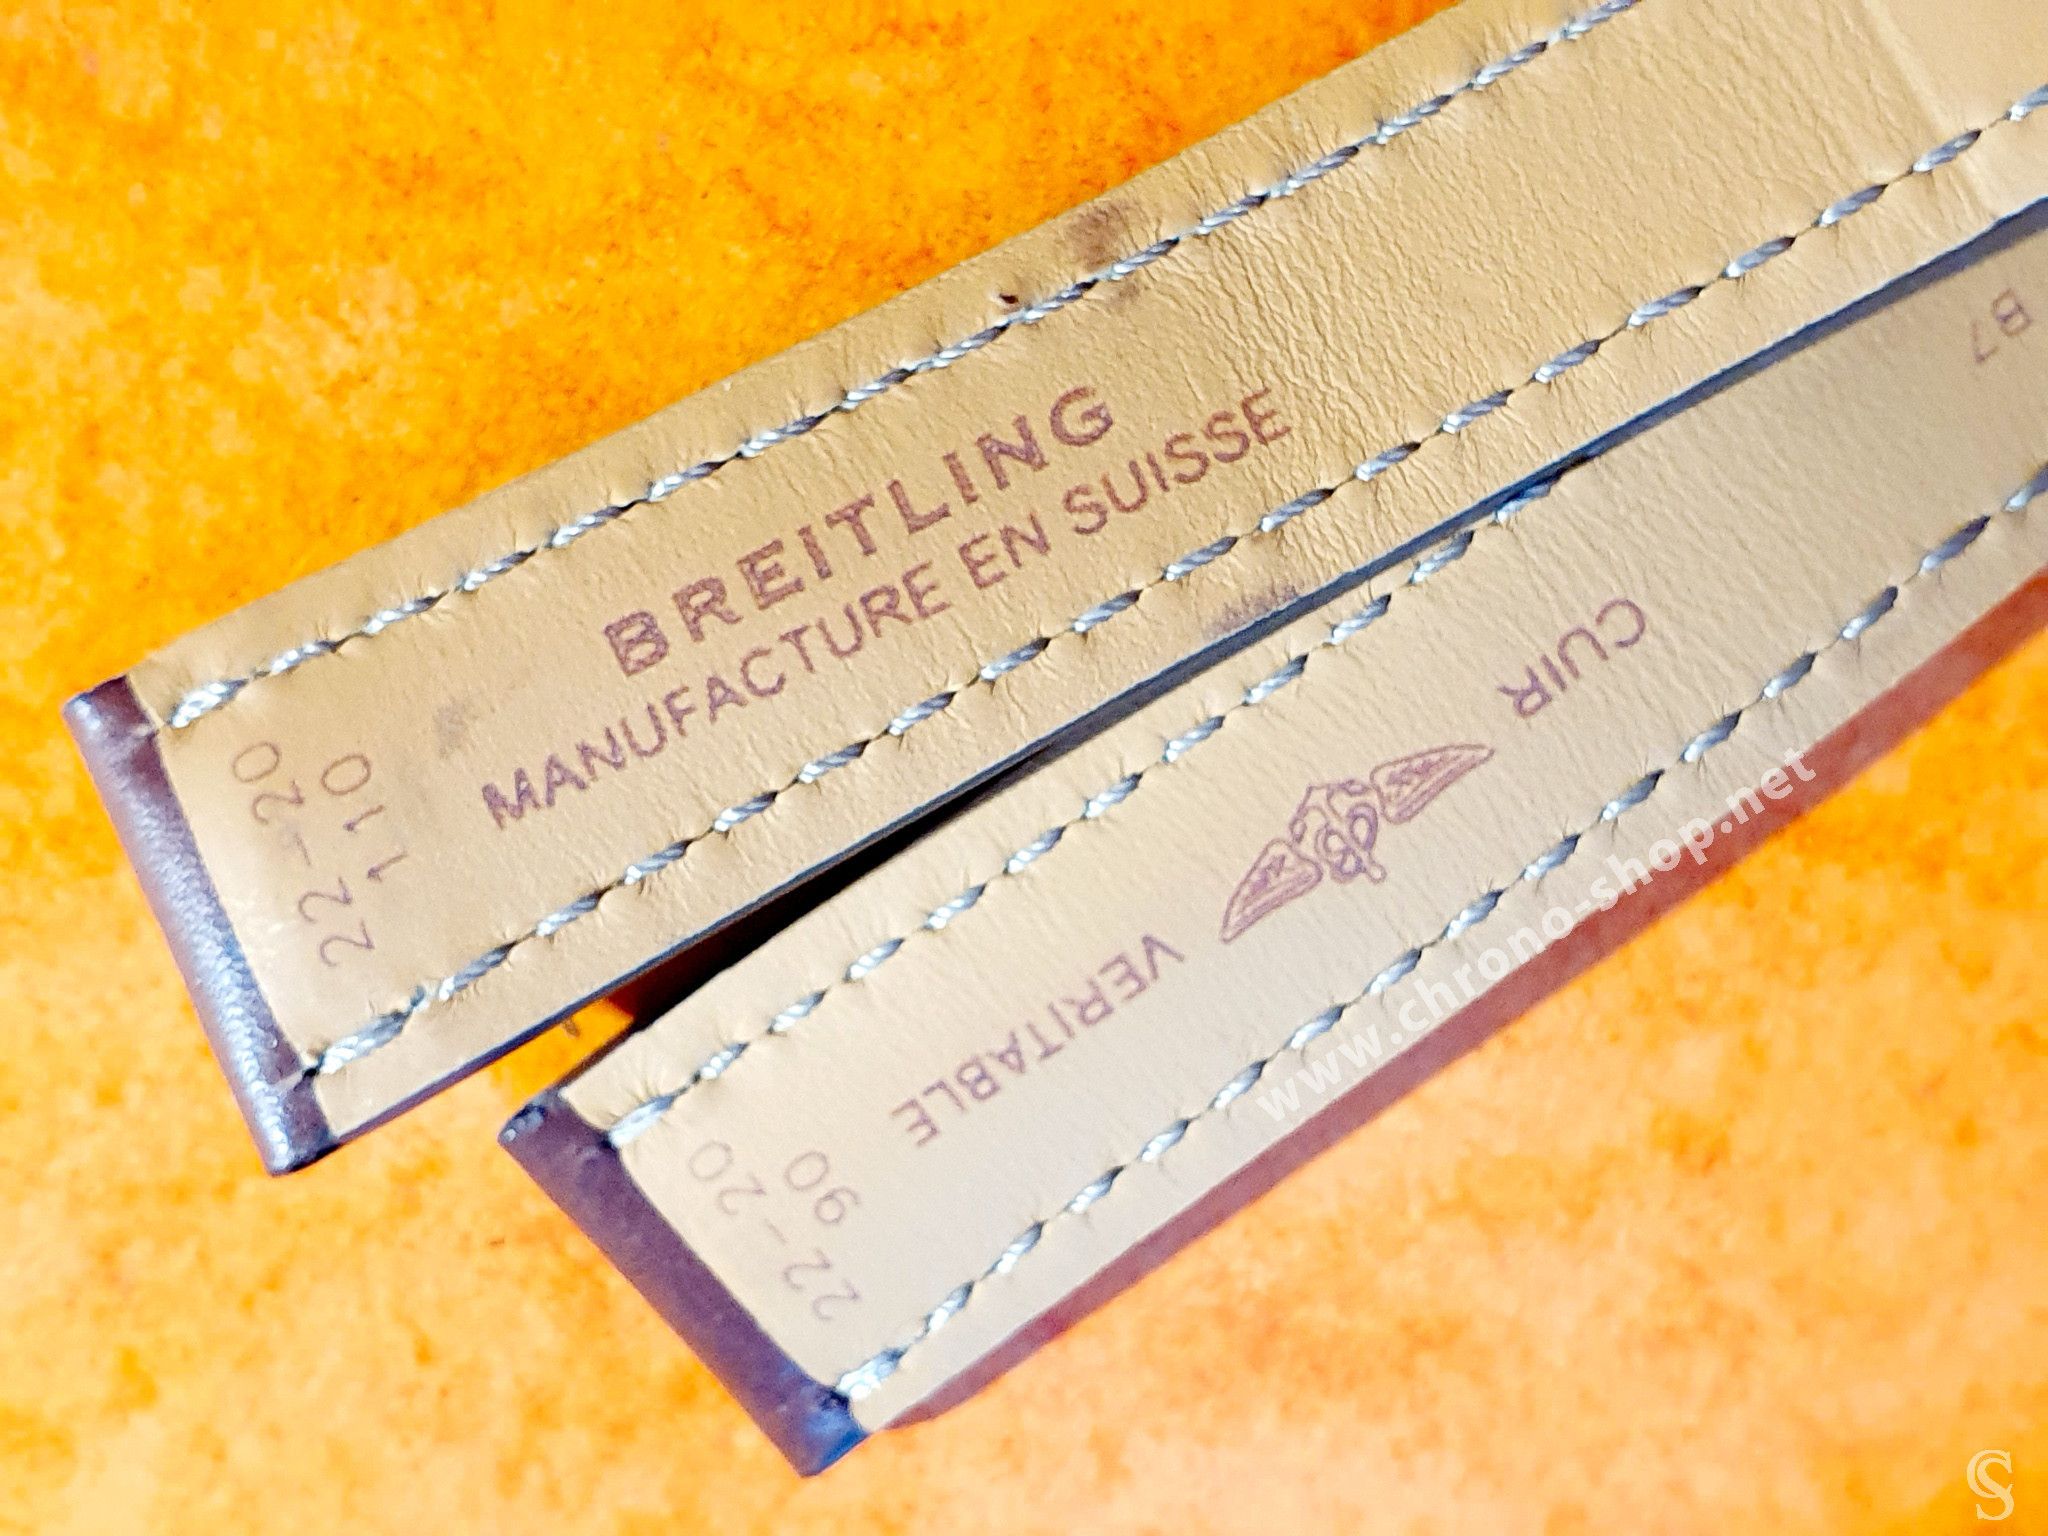 BREITLING
MANUFACTURE EN SUISSE
22-20
110
CUIR VERITABLE
B
22-20
90
B7
www.chrono-shop.net